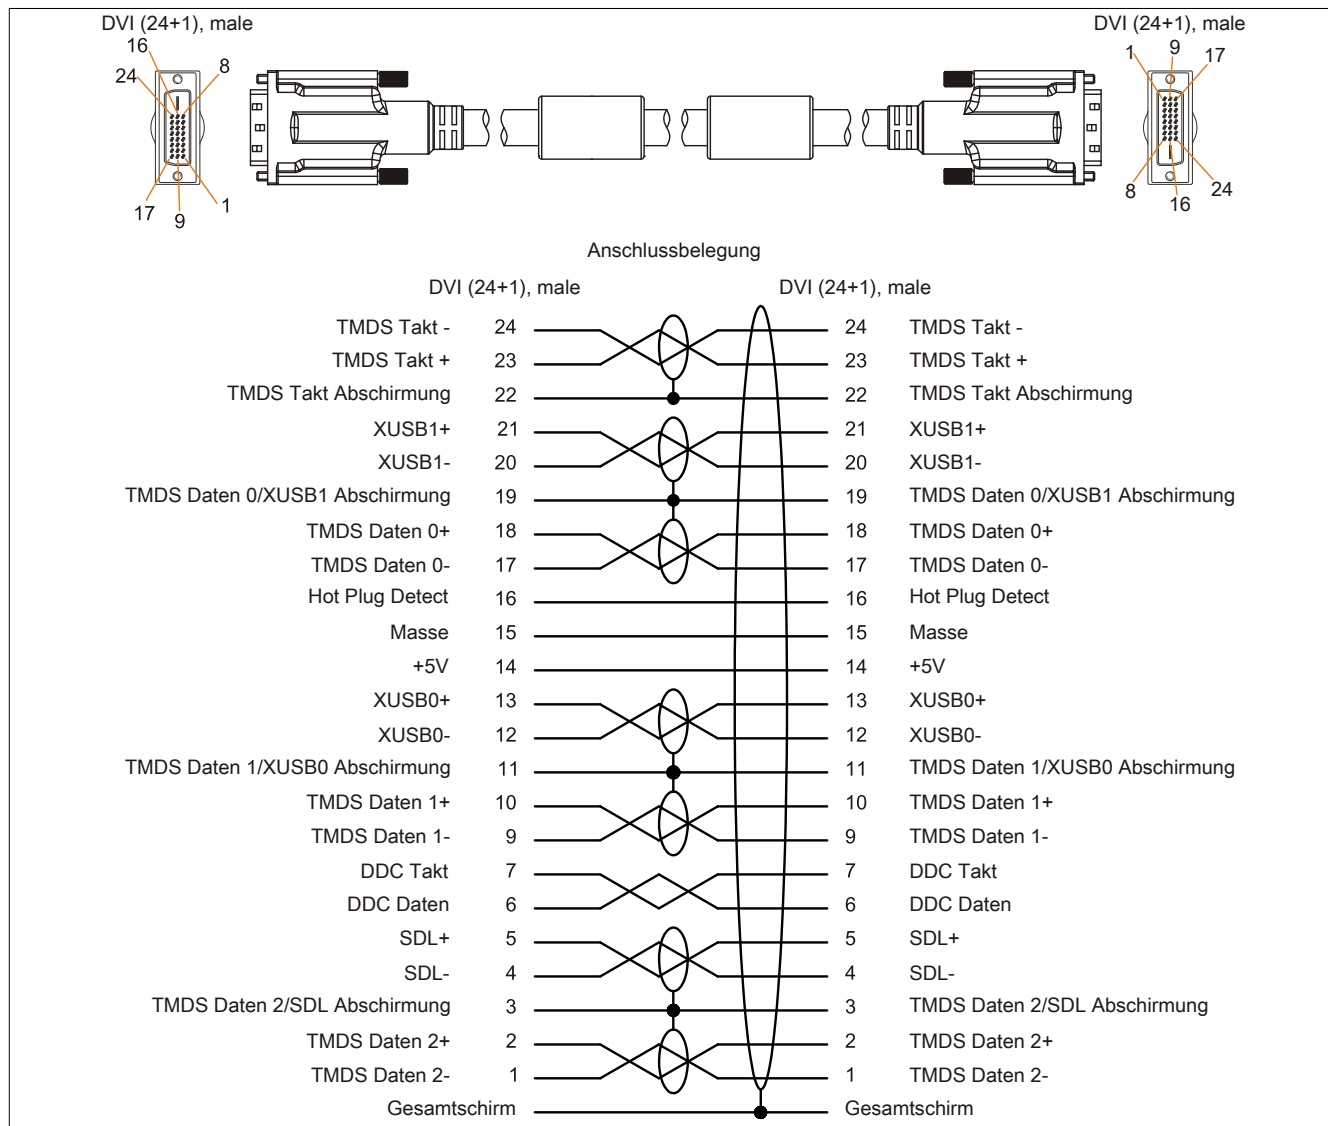 DVI (24+1), male DVI (24+1), male
16 24 8 17 9 1
1 9 17 8 16 24
Anschlussbelegung
DVI (24+1), male DVI (24+1), male
TMDS Takt - 24 24 TMDS Takt -
TMDS Takt + 23 23 TMDS Takt +
TMDS Takt Abschirmung 22 22 TMDS Takt Abschirmung
XUSB1+ 21 21 XUSB1+
XUSB1- 20 20 XUSB1-
TMDS Daten 0/XUSB1 Abschirmung 19 19 TMDS Daten 0/XUSB1 Abschirmung
TMDS Daten 0+ 18 18 TMDS Daten 0+
TMDS Daten 0- 17 17 TMDS Daten 0-
Hot Plug Detect 16 16 Hot Plug Detect
Masse 15 15 Masse
+5V 14 14 +5V
XUSB0+ 13 13 XUSB0+
XUSB0- 12 12 XUSB0-
TMDS Daten 1/XUSB0 Abschirmung 11 11 TMDS Daten 1/XUSB0 Abschirmung
TMDS Daten 1+ 10 10 TMDS Daten 1+
TMDS Daten 1- 9 9 TMDS Daten 1-
DDC Takt 7 7 DDC Takt
DDC Daten 6 6 DDC Daten
SDL+ 5 5 SDL+
SDL- 4 4 SDL-
TMDS Daten 2/SDL Abschirmung 3 3 TMDS Daten 2/SDL Abschirmung
TMDS Daten 2+ 2 2 TMDS Daten 2+
TMDS Daten 2- 1 1 TMDS Daten 2-
Gesamtschirm Gesamtschirm